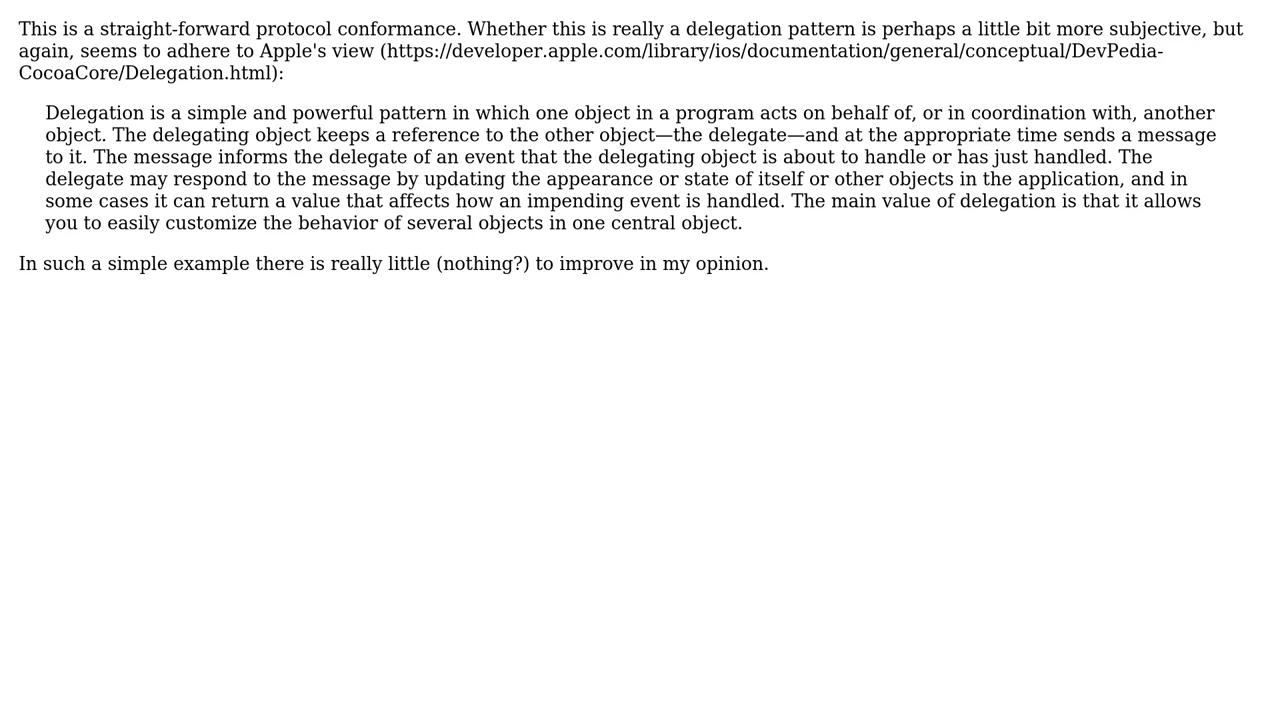 This is a straight-forward protocol conformance. Whether this is really a delegation pattern is perhaps a little bit more subjective, but
again, seems to adhere to Apple's view (https://developer.apple.com/library/ios/documentation/general/conceptual/DevPedia-
CocoaCore/Delegation.html):
Delegation is a simple and powerful pattern in which one object in a program acts on behalf of, or in coordination with, another
object. The delegating object keeps a reference to the other object—the delegate—and at the appropriate time sends a message
to it. The message informs the delegate of an event that the delegating object is about to handle or has just handled. The
delegate may respond to the message by updating the appearance or state of itself or other objects in the application, and in
some cases it can return a value that affects how an impending event is handled. The main value of delegation is that it allows
you to easily customize the behavior of several objects in one central object.
In such a simple example there is really little (nothing?) to improve in my opinion.